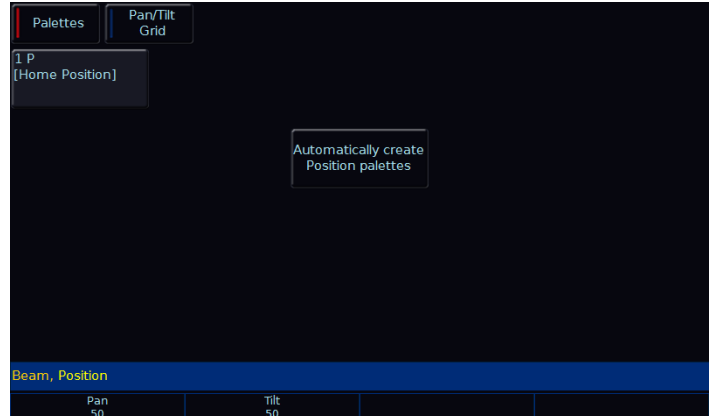 Palettes
Pan/Tilt
Grid
1 P
[Home Position]
Automatically create
Position palettes
Beam, Position
Pan
50
Tilt
50